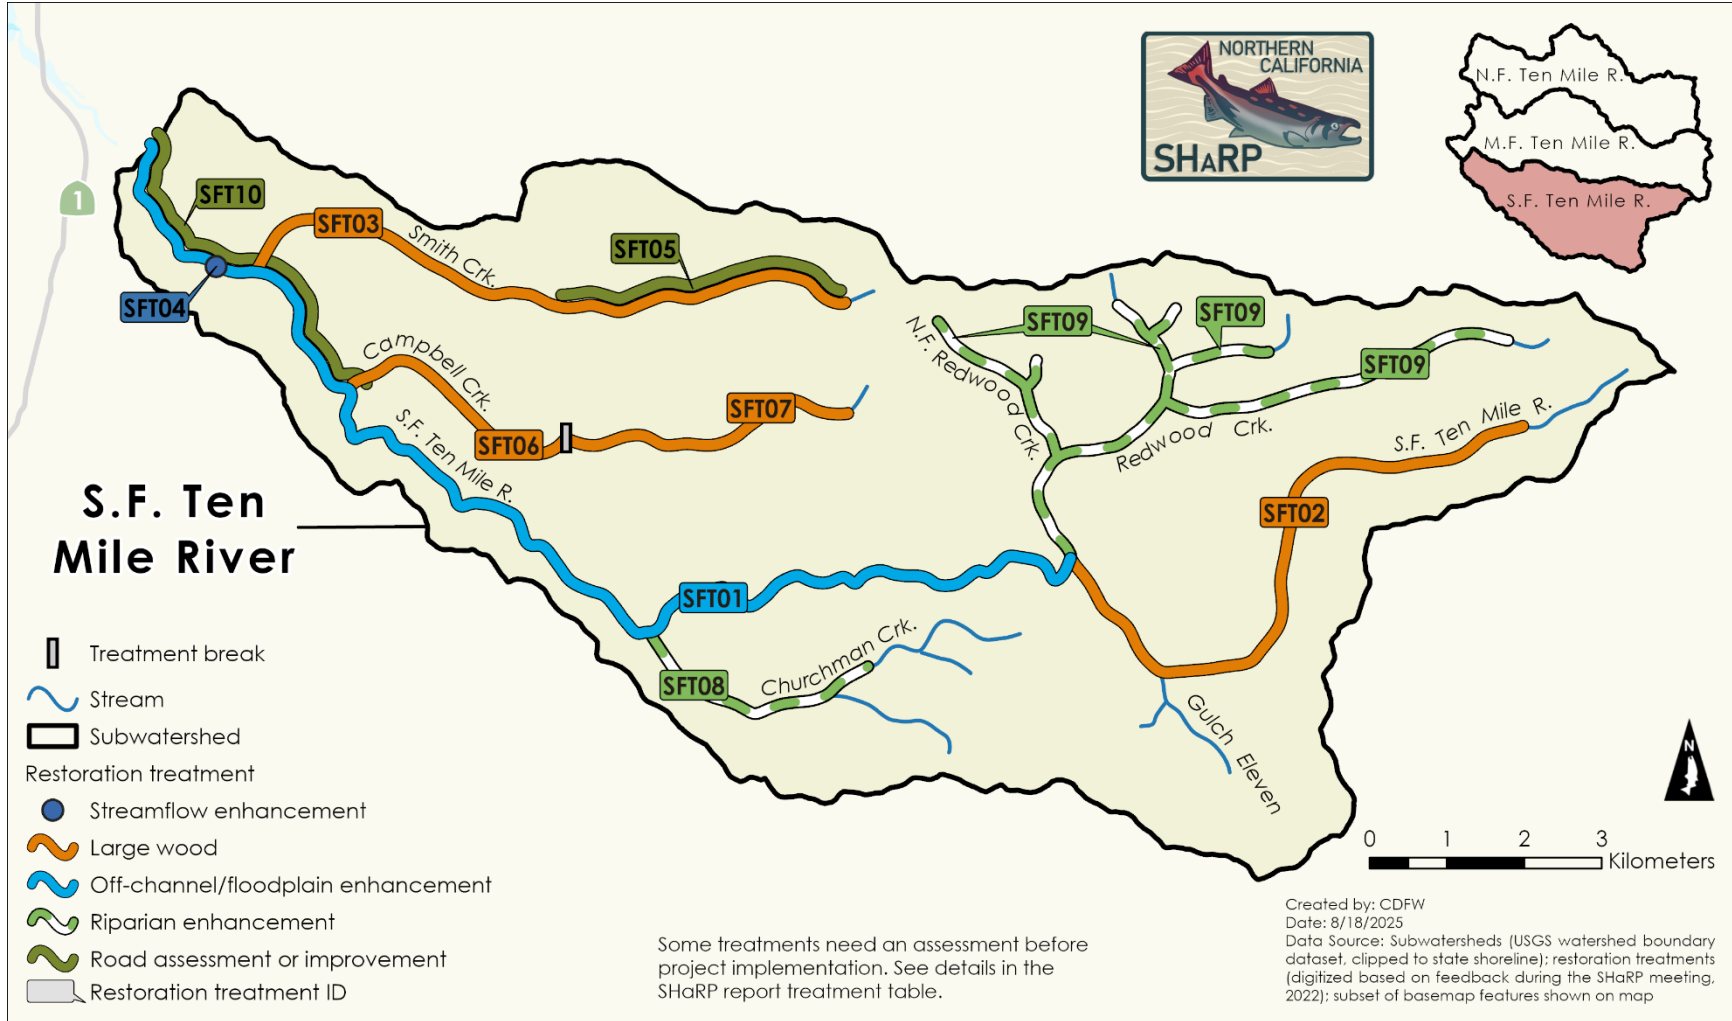 NORTHERN
CALIFORNIA
SHaRP
N.F. Ten Mile R.
M.F. Ten Mile R.
S.F. Ten Mile R.
1
SFT10
SFT03
Smith Crk.
SFT05
SFT04
SFT09
SFT09
SFT09
N.F. Redwood Crk.
Redwood Crk.
Campbell Crk.
SFT07
SFT06
S.F. Ten Mile R.
S.F. Ten Mile R.
SFT02
S.F. Ten
Mile River
SFT01
Churchman Crk.
SFT08
Gulch Eleven
Treatment break
Stream
Subwatershed
Restoration treatment
Streamflow enhancement
Large wood
Off-channel/floodplain enhancement
Riparian enhancement
Road assessment or improvement
Restoration treatment ID
Some treatments need an assessment before
project implementation. See details in the
SHaRP report treatment table.
N
0 1 2 3
Kilometers
Created by: CDFW
Date: 8/18/2025
Data Source: Subwatersheds (USGS watershed boundary
dataset, clipped to state shoreline); restoration treatments
(digitized based on feedback during the SHaRP meeting,
2022); subset of basemap features shown on map